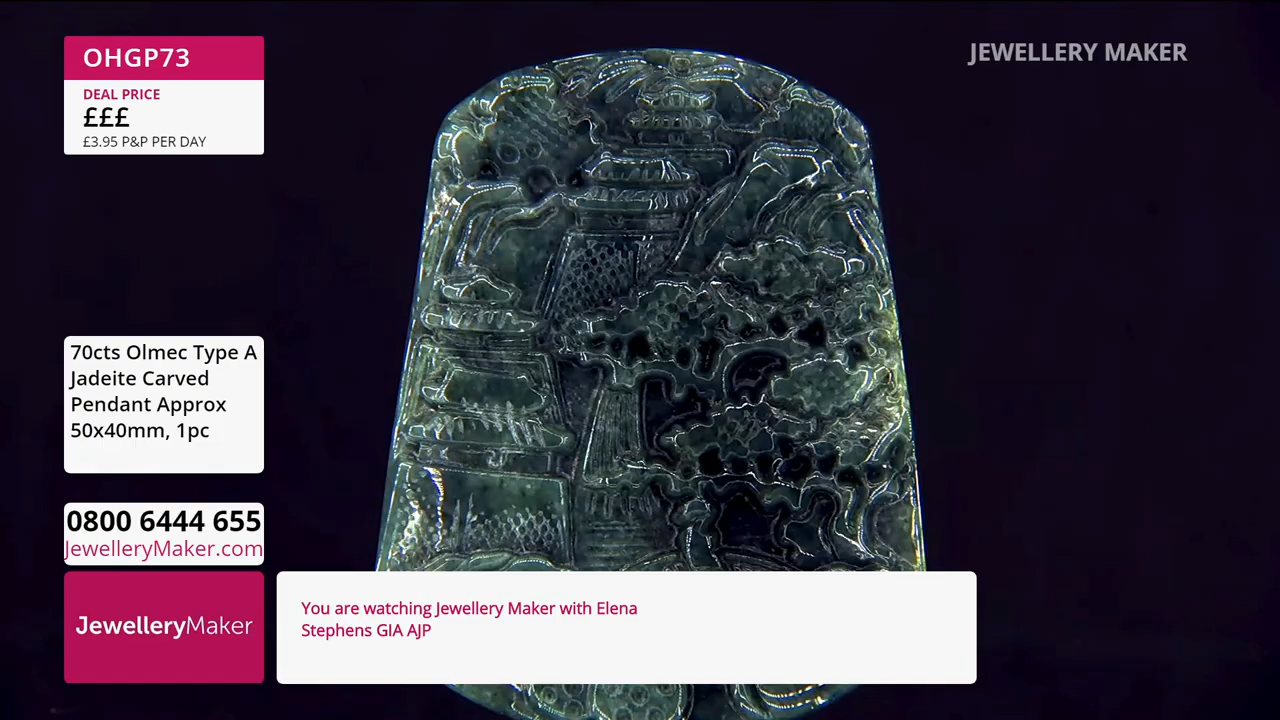 OHGP73
DEAL PRICE
£££
£3.95 P&P PER DAY
JEWELLERY MAKER
70cts Olmec Type A
Jadeite Carved
Pendant Approx
50x40mm, 1pc
0800 6444 655
JewelleryMaker.com
JewelleryMaker
You are watching Jewellery Maker with Elena
Stephens GIA AJP